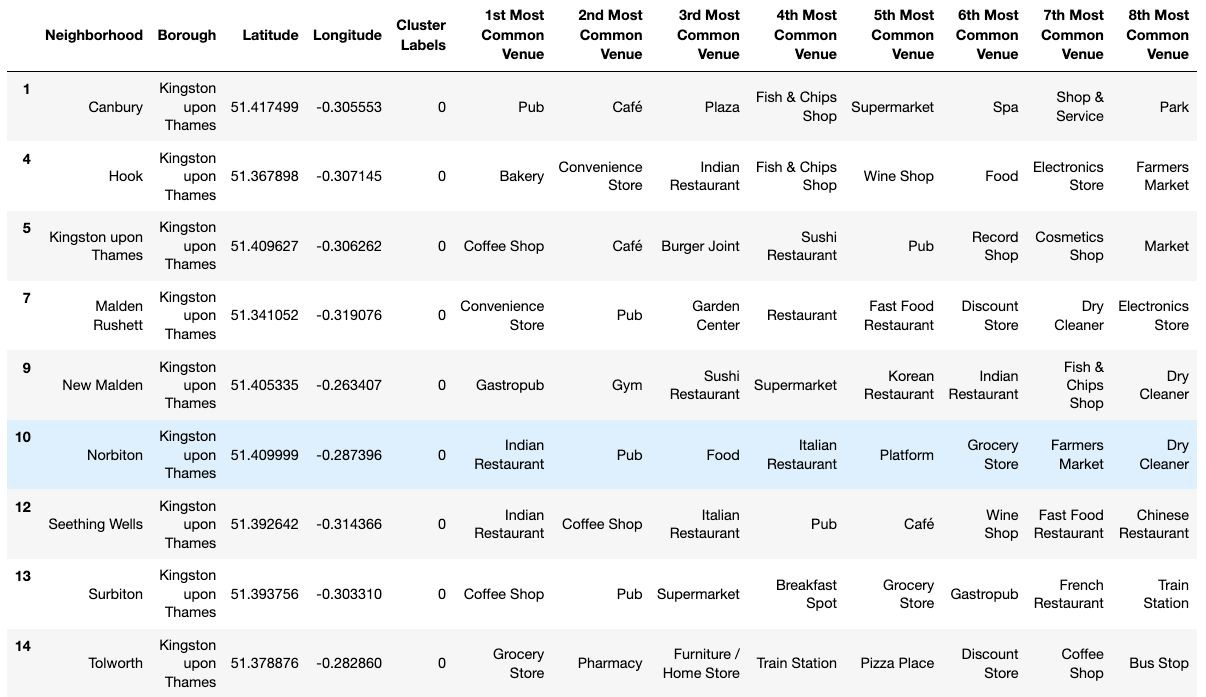 Neighborhood Borough Latitude Longitude Cluster Labels 1st Most Common Venue 2nd Most Common Venue 3rd Most Common Venue 4th Most Common Venue 5th Most Common Venue 6th Most Common Venue 7th Most Common Venue 8th Most Common Venue
1 Canbury Kingston upon Thames 51.417499 -0.305553 0 Pub Café Plaza Fish & Chips Shop Supermarket Spa Shop & Service Park
4 Hook Kingston upon Thames 51.367898 -0.307145 0 Bakery Convenience Store Indian Restaurant Fish & Chips Shop Wine Shop Food Electronics Store Farmers Market
5 Kingston upon Thames Kingston upon Thames 51.409627 -0.306262 0 Coffee Shop Café Burger Joint Sushi Restaurant Pub Record Shop Cosmetics Shop Market
7 Malden Rushett Kingston upon Thames 51.341052 -0.319076 0 Convenience Store Pub Garden Center Restaurant Fast Food Restaurant Discount Store Dry Cleaner Electronics Store
9 New Malden Kingston upon Thames 51.405335 -0.263407 0 Gastropub Gym Sushi Restaurant Supermarket Korean Restaurant Indian Restaurant Fish & Chips Shop Dry Cleaner
10 Norbiton Kingston upon Thames 51.409999 -0.287396 0 Indian Restaurant Pub Food Italian Restaurant Platform Grocery Store Farmers Market Dry Cleaner
12 Seething Wells Kingston upon Thames 51.392642 -0.314366 0 Indian Restaurant Coffee Shop Italian Restaurant Pub Café Wine Shop Fast Food Restaurant Chinese Restaurant
13 Surbiton Kingston upon Thames 51.393756 -0.303310 0 Coffee Shop Pub Supermarket Breakfast Spot Grocery Store Gastropub French Restaurant Train Station
14 Tolworth Kingston upon Thames 51.378876 -0.282860 0 Grocery Store Pharmacy Furniture / Home Store Train Station Pizza Place Discount Store Coffee Shop Bus Stop